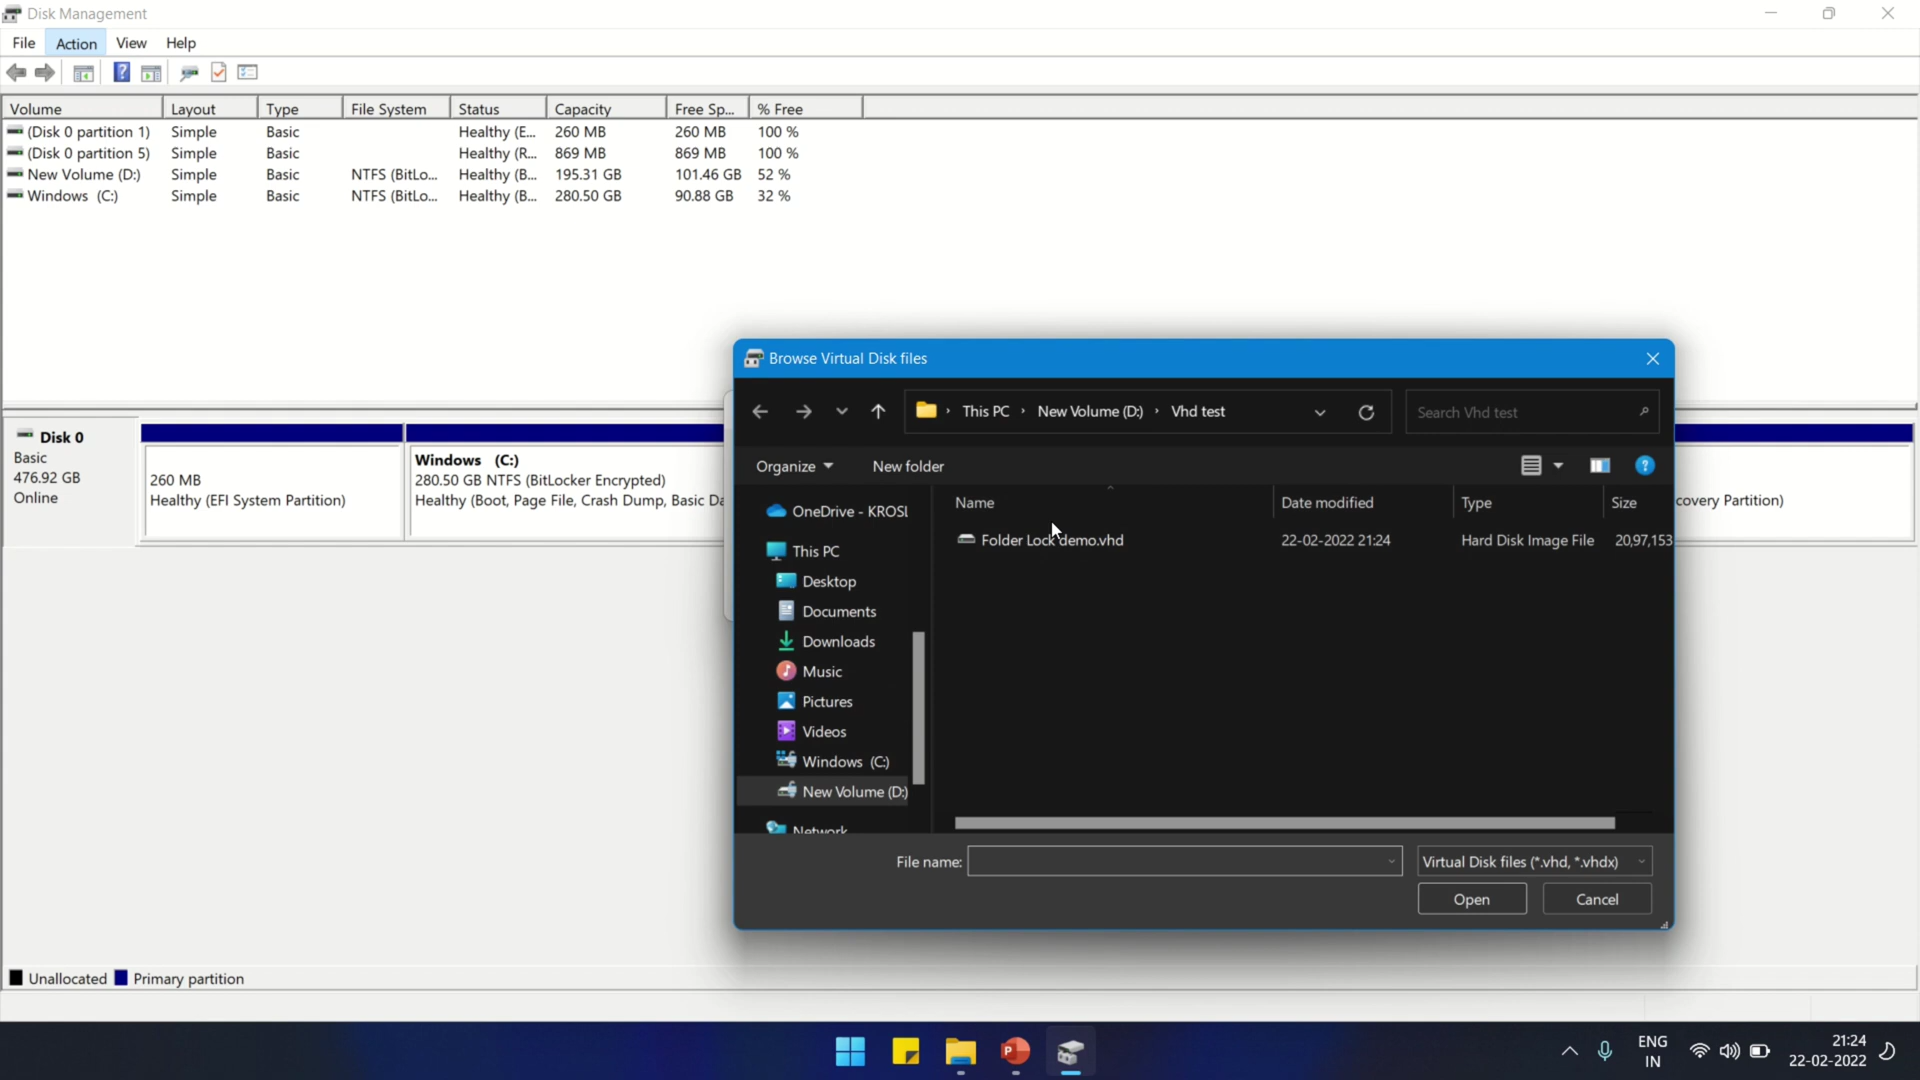 Disk Management
File Action View Help
Volume Layout Type File System Status Capacity Free Sp... % Free
(Disk 0 partition 1) Simple Basic Healthy (E... 260 MB 260 MB 100 %
(Disk 0 partition 5) Simple Basic Healthy (R... 869 MB 869 MB 100 %
New Volume (D:) Simple Basic NTFS (BitLo... Healthy (B... 195.31 GB 101.46 GB 52 %
Windows (C:) Simple Basic NTFS (BitLo... Healthy (B... 280.50 GB 90.88 GB 32 %
Disk 0
Basic
476.92 GB
Online
260 MB
Healthy (EFI System Partition)
Windows (C:)
280.50 GB NTFS (BitLocker Encrypted)
Healthy (Boot, Page File, Crash Dump, Basic Da
covery Partition)
Browse Virtual Disk files
This PC › New Volume (D:) › Vhd test
Search Vhd test
Organize New folder
Name Date modified Type Size
Folder Lock demo.vhd 22-02-2022 21:24 Hard Disk Image File 20,97,153
OneDrive - KROSL
This PC
Desktop
Documents
Downloads
Music
Pictures
Videos
Windows (C:)
New Volume (D:)
Network
File name: Virtual Disk files (*.vhd, *.vhdx)
Open Cancel
Unallocated Primary partition
ENG
IN
21:24
22-02-2022